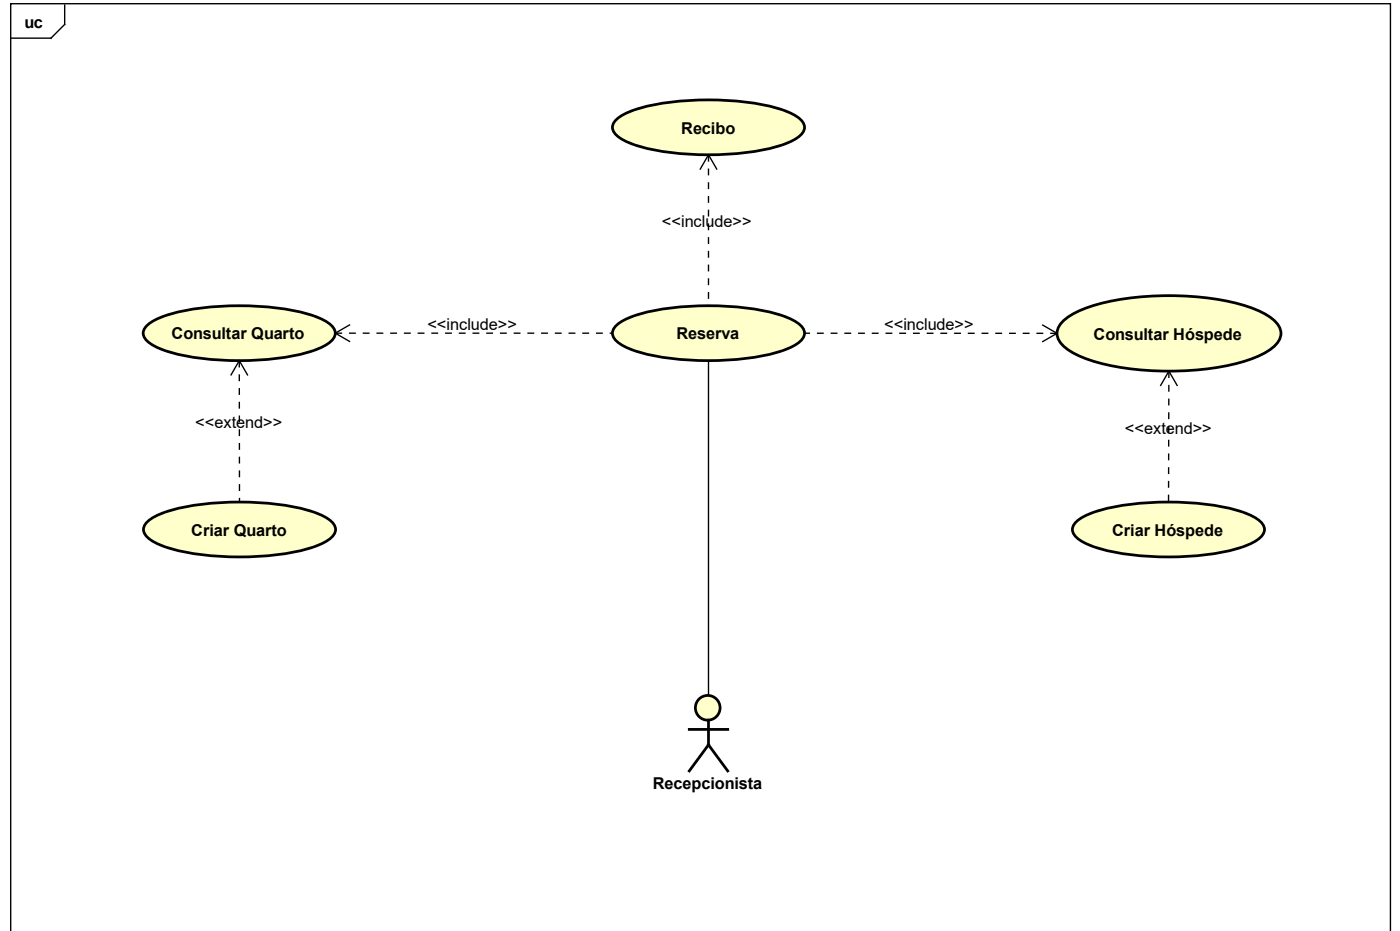 uc
Recibo
<<include>>
Consultar Quarto
<<include>>
Reserva
<<include>>
Consultar Hóspede
<<extend>>
<<extend>>
Criar Quarto
Criar Hóspede
Recepcionista